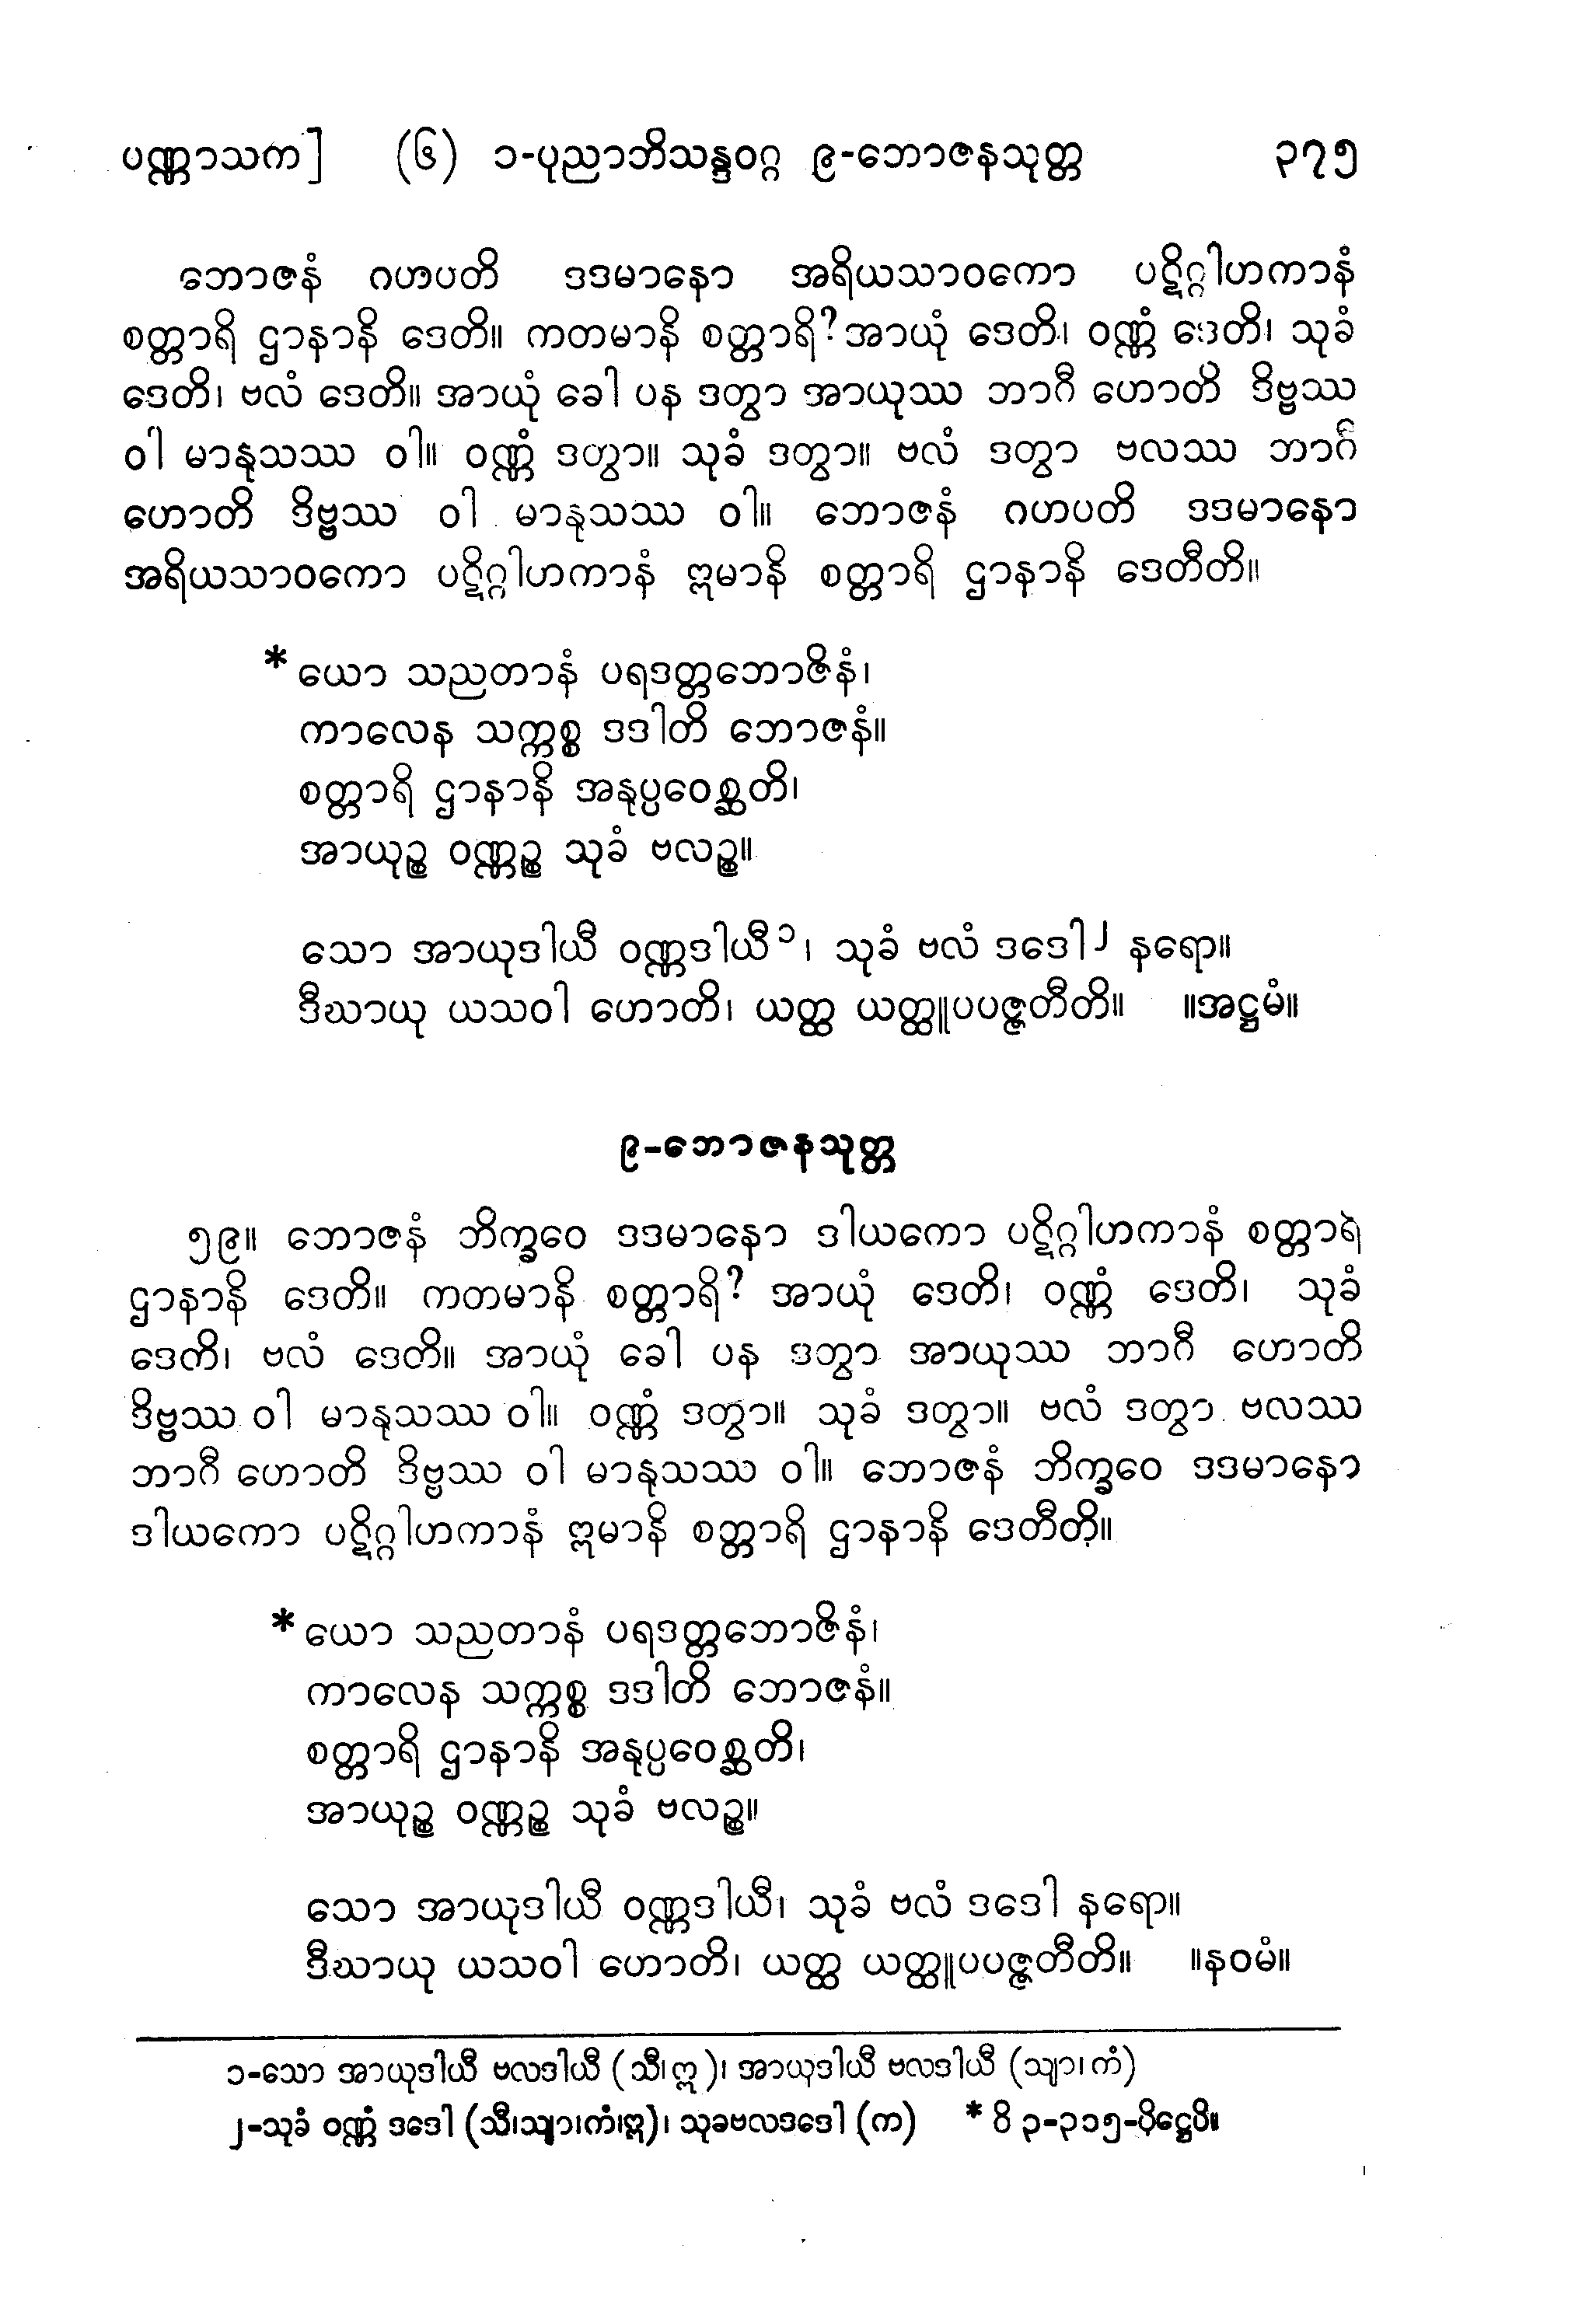 ပဏ္ဏာသက] (၆) ၁-ပုညာဘိသန္ဒဝဂ္ဂ ၉-ဘောဇနသုတ္တ ၃၇၅
ဘောဇနံ ဂဟပတိ ဒဒမာနော အရိယသာဝကော ပဋိဂ္ဂါဟကာနံ
စတ္တာရိ ဌာနာနိ ဒေတိ။ ကတမာနိ စတ္တာရိ? အာယုံ ဒေတိ၊ ဝဏ္ဏံ ဒေတိ၊ သုခံ
ဒေတိ၊ ဗလံ ဒေတိ။ အာယုံ ခေါ ပန ဒတွာ အာယုဿ ဘာဂီ ဟောတိ ဒိဗ္ဗဿ
ဝါ မာနုသဿ ဝါ။ ဝဏ္ဏံ ဒတွာ။ သုခံ ဒတွာ။ ဗလံ ဒတွာ ဗလဿ ဘာဂီ
ဟောတိ ဒိဗ္ဗဿ ဝါ မာနုသဿ ဝါ။ ဘောဇနံ ဂဟပတိ ဒဒမာနော
အရိယသာဝကော ပဋိဂ္ဂါဟကာနံ ဣမာနိ စတ္တာရိ ဌာနာနိ ဒေတီတိ။
* ယော သညတာနံ ပရဒတ္တဘောဇိနံ၊
ကာလေန သက္ကစ္စ ဒဒါတိ ဘောဇနံ။
စတ္တာရိ ဌာနာနိ အနုပ္ပဝေစ္ဆတိ၊
အာယုဉ္စ ဝဏ္ဏဉ္စ သုခံ ဗလဉ္စ။
သော အာယုဒါယီ ဝဏ္ဏဒါယီ၁၊ သုခံ ဗလံ ဒဒေါ၂ နရော။
ဒီဃာယု ယသဝါ ဟောတိ၊ ယတ္ထ ယတ္ထူပပဇ္ဇတီတိ။ ။အဋ္ဌမံ။
၉-ဘောဇနသုတ္တ
၅၉။ ဘောဇနံ ဘိက္ခဝေ ဒဒမာနော ဒါယကော ပဋိဂ္ဂါဟကာနံ စတ္တာရိ
ဌာနာနိ ဒေတိ။ ကတမာနိ စတ္တာရိ? အာယုံ ဒေတိ၊ ဝဏ္ဏံ ဒေတိ၊ သုခံ
ဒေတိ၊ ဗလံ ဒေတိ။ အာယုံ ခေါ ပန ဒတွာ အာယုဿ ဘာဂီ ဟောတိ
ဒိဗ္ဗဿ ဝါ မာနုသဿ ဝါ။ ဝဏ္ဏံ ဒတွာ။ သုခံ ဒတွာ။ ဗလံ ဒတွာ ဗလဿ
ဘာဂီ ဟောတိ ဒိဗ္ဗဿ ဝါ မာနုသဿ ဝါ။ ဘောဇနံ ဘိက္ခဝေ ဒဒမာနော
ဒါယကော ပဋိဂ္ဂါဟကာနံ ဣမာနိ စတ္တာရိ ဌာနာနိ ဒေတီတိ။
* ယော သညတာနံ ပရဒတ္တဘောဇိနံ၊
ကာလေန သက္ကစ္စ ဒဒါတိ ဘောဇနံ။
စတ္တာရိ ဌာနာနိ အနုပ္ပဝေစ္ဆတိ၊
အာယုဉ္စ ဝဏ္ဏဉ္စ သုခံ ဗလဉ္စ။
သော အာယုဒါယီ ဝဏ္ဏဒါယီ၊ သုခံ ဗလံ ဒဒေါ နရော။
ဒီဃာယု ယသဝါ ဟောတိ၊ ယတ္ထ ယတ္ထူပပဇ္ဇတီတိ။ ။နဝမံ။
၁-သော အာယုဒါယီ ဗလဒါယီ (သီ၊ဣ)၊ အာယုဒါယီ ဗလဒါယီ (သျာ၊ကံ)
၂-သုခံ ဝဏ္ဏံ ဒဒေါ (သီ၊သျာ၊ကံ၊ဣ)၊ သုခဗလဒဒေါ (က) * ဝိ ၃-၃၁၅-ပိဋ္ဌေပိ။